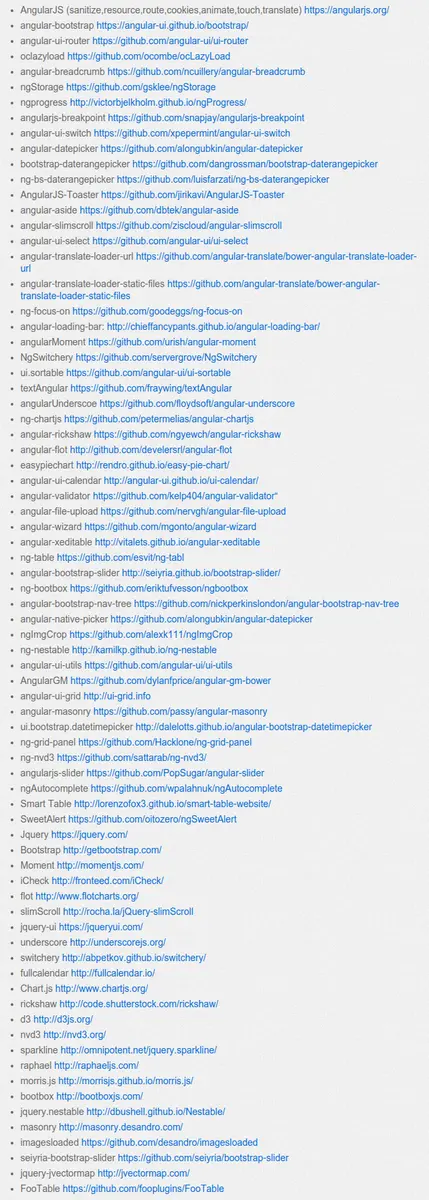 AngularJS (sanitize,resource,route,cookies,animate,touch,translate) https://angularjs.org/
angular-bootstrap https://angular-ui.github.io/bootstrap/
angular-ui-router https://github.com/angular-ui/ui-router
oclazyload https://github.com/ocombe/ocLazyLoad
angular-breadcrumb https://github.com/ncuillery/angular-breadcrumb
ngStorage https://github.com/gsklee/ngStorage
ngprogress http://victorbjelkholm.github.io/ngProgress/
angularjs-breakpoint https://github.com/snapjay/angularjs-breakpoint
angular-ui-switch https://github.com/xpepermint/angular-ui-switch
angular-datepicker https://github.com/alongubkin/angular-datepicker
bootstrap-daterangepicker https://github.com/dangrossman/bootstrap-daterangepicker
ng-bs-daterangepicker https://github.com/luisfarzati/ng-bs-daterangepicker
AngularJS-Toaster https://github.com/jirikavi/AngularJS-Toaster
angular-aside https://github.com/dbtek/angular-aside
angular-slimscroll https://github.com/ziscloud/angular-slimscroll
angular-ui-select https://github.com/angular-ui/ui-select
angular-translate-loader-url https://github.com/angular-translate/bower-angular-translate-loader-
url
angular-translate-loader-static-files https://github.com/angular-translate/bower-angular-
translate-loader-static-files
ng-focus-on https://github.com/goodeggs/ng-focus-on
angular-loading-bar: http://chieffancypants.github.io/angular-loading-bar/
angularMoment https://github.com/urish/angular-moment
NgSwitchery https://github.com/servergrove/NgSwitchery
ui.sortable https://github.com/angular-ui/ui-sortable
textAngular https://github.com/fraywing/textAngular
angularUnderscoe https://github.com/floydsoft/angular-underscore
ng-chartjs https://github.com/petermelias/angular-chartjs
angular-rickshaw https://github.com/ngyewch/angular-rickshaw
angular-flot http://github.com/develersrl/angular-flot
easypiechart http://rendro.github.io/easy-pie-chart/
angular-ui-calendar http://angular-ui.github.io/ui-calendar/
angular-validator https://github.com/kelp404/angular-validator"
angular-file-upload https://github.com/nervgh/angular-file-upload
angular-wizard https://github.com/mgonto/angular-wizard
angular-xeditable http://vitalets.github.io/angular-xeditable
ng-table https://github.com/esvit/ng-tabl
angular-bootstrap-slider http://seiyria.github.io/bootstrap-slider/
ng-bootbox https://github.com/eriktufvesson/ngbootbox
angular-bootstrap-nav-tree https://github.com/nickperkinslondon/angular-bootstrap-nav-tree
angular-native-picker https://github.com/alongubkin/angular-datepicker
ngImgCrop https://github.com/alexk111/ngImgCrop
ng-nestable http://kamilkp.github.io/ng-nestable
angular-ui-utils https://github.com/angular-ui/ui-utils
AngularGM https://github.com/dylanfprice/angular-gm-bower
angular-ui-grid http://ui-grid.info
angular-masonry https://github.com/passy/angular-masonry
ui.bootstrap.datetimepicker http://dalelotts.github.io/angular-bootstrap-datetimepicker
ng-grid-panel https://github.com/Hacklone/ng-grid-panel
ng-nvd3 https://github.com/sattarab/ng-nvd3/
angularjs-slider https://github.com/PopSugar/angular-slider
ngAutocomplete https://github.com/wpalahnuk/ngAutocomplete
Smart Table http://lorenzofox3.github.io/smart-table-website/
SweetAlert https://github.com/oitozero/ngSweetAlert
Jquery https://jquery.com/
Bootstrap http://getbootstrap.com/
Moment http://momentjs.com/
iCheck http://fronteed.com/iCheck/
flot http://www.flotcharts.org/
slimScroll http://rocha.la/jQuery-slimScroll
jquery-ui https://jqueryui.com/
underscore http://underscorejs.org/
switchery http://abpetkov.github.io/switchery/
fullcalendar http://fullcalendar.io/
Chart.js http://www.chartjs.org/
rickshaw http://code.shutterstock.com/rickshaw/
d3 http://d3js.org/
nvd3 http://nvd3.org/
sparkline http://omnipotent.net/jquery.sparkline/
raphael http://raphaeljs.com/
morris.js http://morrisjs.github.io/morris.js/
bootbox http://bootboxjs.com/
jquery.nestable http://dbushell.github.io/Nestable/
masonry http://masonry.desandro.com/
imagesloaded https://github.com/desandro/imagesloaded
seiyria-bootstrap-slider https://github.com/seiyria/bootstrap-slider
jquery-jvectormap http://jvectormap.com/
FooTable https://github.com/fooplugins/FooTable